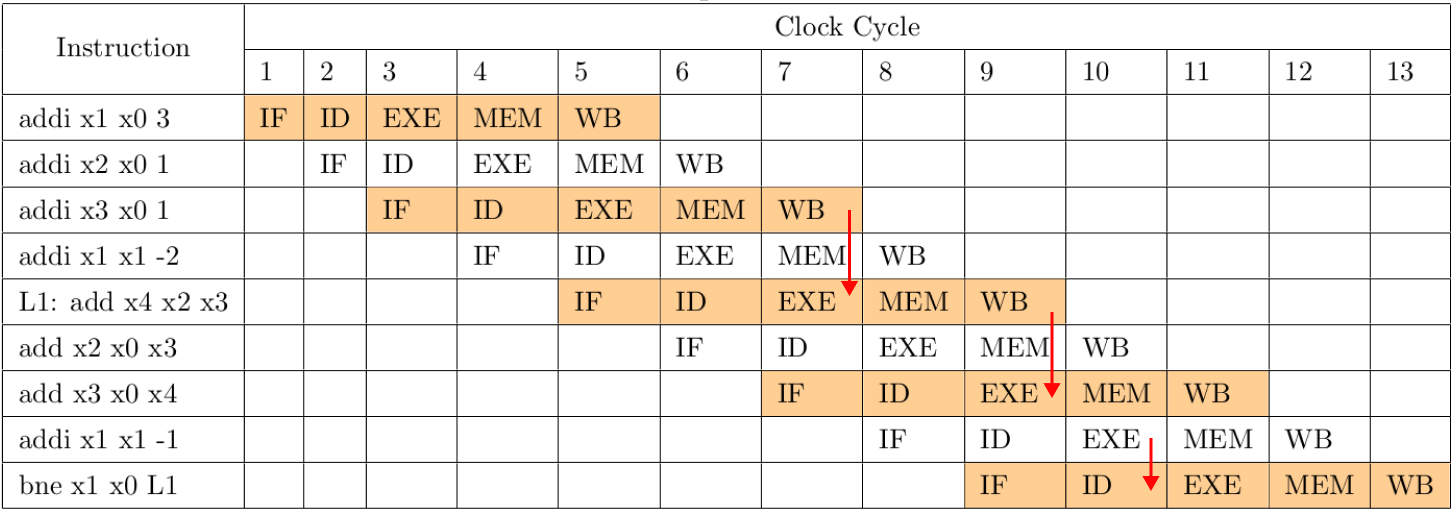 Instruction Clock Cycle
1 2 3 4 5 6 7 8 9 10 11 12 13
addi x1 x0 3 IF ID EXE MEM WB
addi x2 x0 1 IF ID EXE MEM WB
addi x3 x0 1 IF ID EXE MEM WB
addi x1 x1 -2 IF ID EXE MEM WB
L1: add x4 x2 x3 IF ID EXE MEM WB
add x2 x0 x3 IF ID EXE MEM WB
add x3 x0 x4 IF ID EXE MEM WB
addi x1 x1 -1 IF ID EXE MEM WB
bne x1 x0 L1 IF ID EXE MEM WB